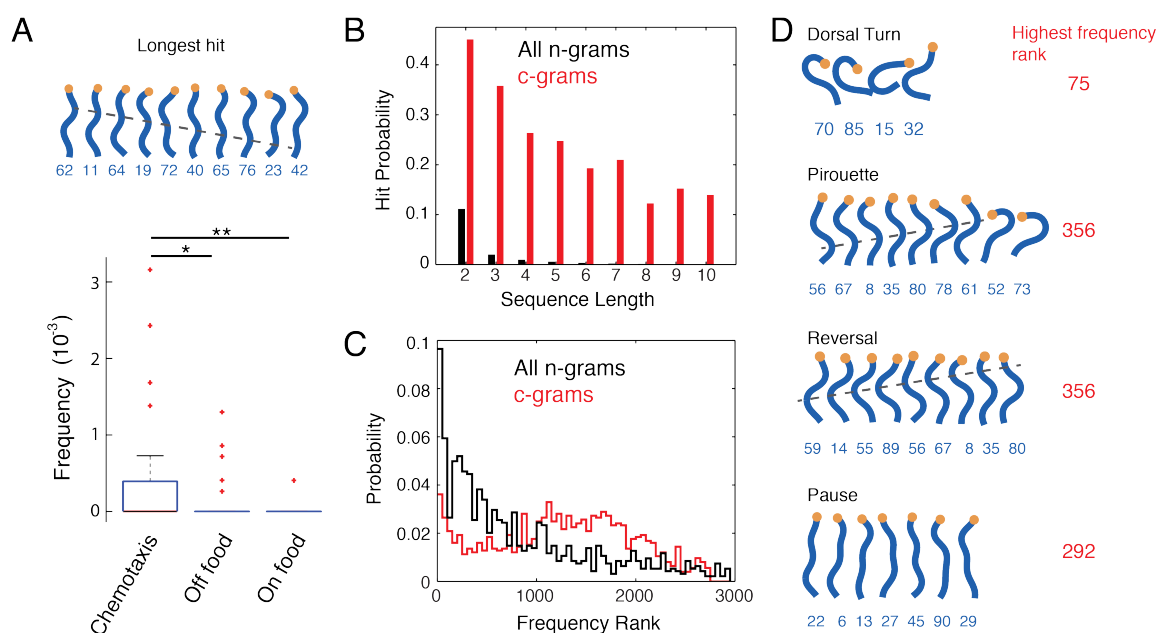 A
Longest hit
62 11 64 19 72 40 65 76 23 42
**
*
3
2
1
0
Frequency (10⁻³)
Chemotaxis
Off food
On food
B
All n-grams
c-grams
0.4
0.3
0.2
0.1
0
Hit Probability
2 3 4 5 6 7 8 9 10
Sequence Length
C
All n-grams
c-grams
0.1
0.08
0.06
0.04
0.02
0
Probability
0 1000 2000 3000
Frequency Rank
D
Highest frequency
rank
Dorsal Turn
75
70 85 15 32
Pirouette
356
56 67 8 35 80 78 61 52 73
Reversal
356
59 14 55 89 56 67 8 35 80
Pause
292
22 6 13 27 45 90 29